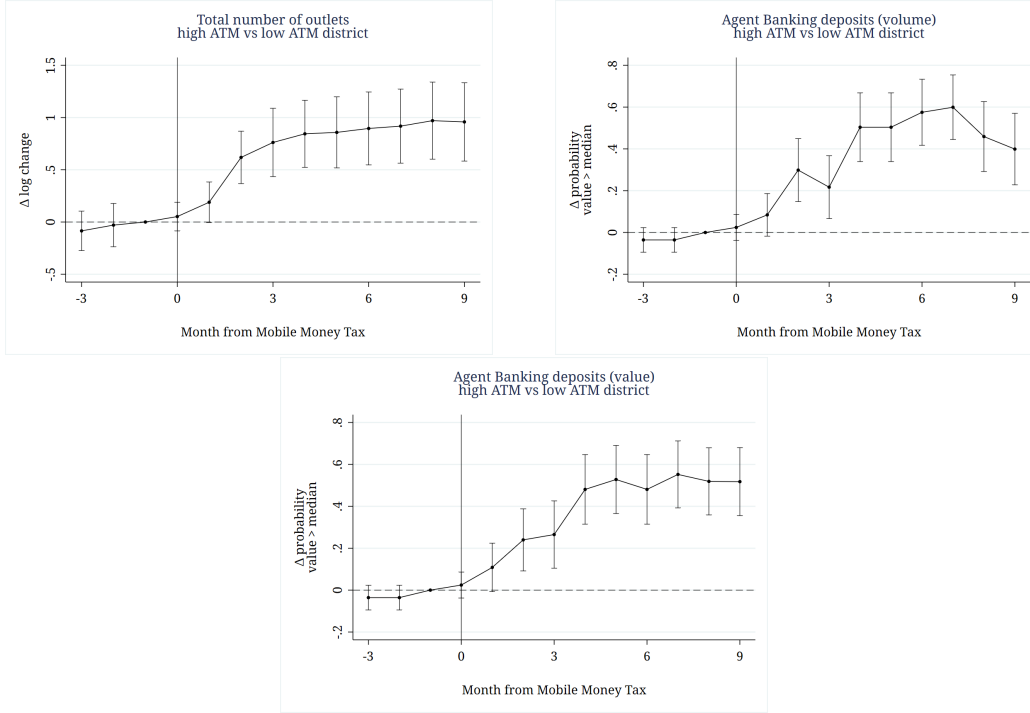 Total number of outlets
high ATM vs low ATM district
Δ log change
1.5
1
.5
0
-.5
-3
0
3
6
9
Month from Mobile Money Tax
Agent Banking deposits (volume)
high ATM vs low ATM district
Δ probability
value > median
.8
.6
.4
.2
0
-.2
-3
0
3
6
9
Month from Mobile Money Tax
Agent Banking deposits (value)
high ATM vs low ATM district
Δ probability
value > median
.8
.6
.4
.2
0
-.2
-3
0
3
6
9
Month from Mobile Money Tax